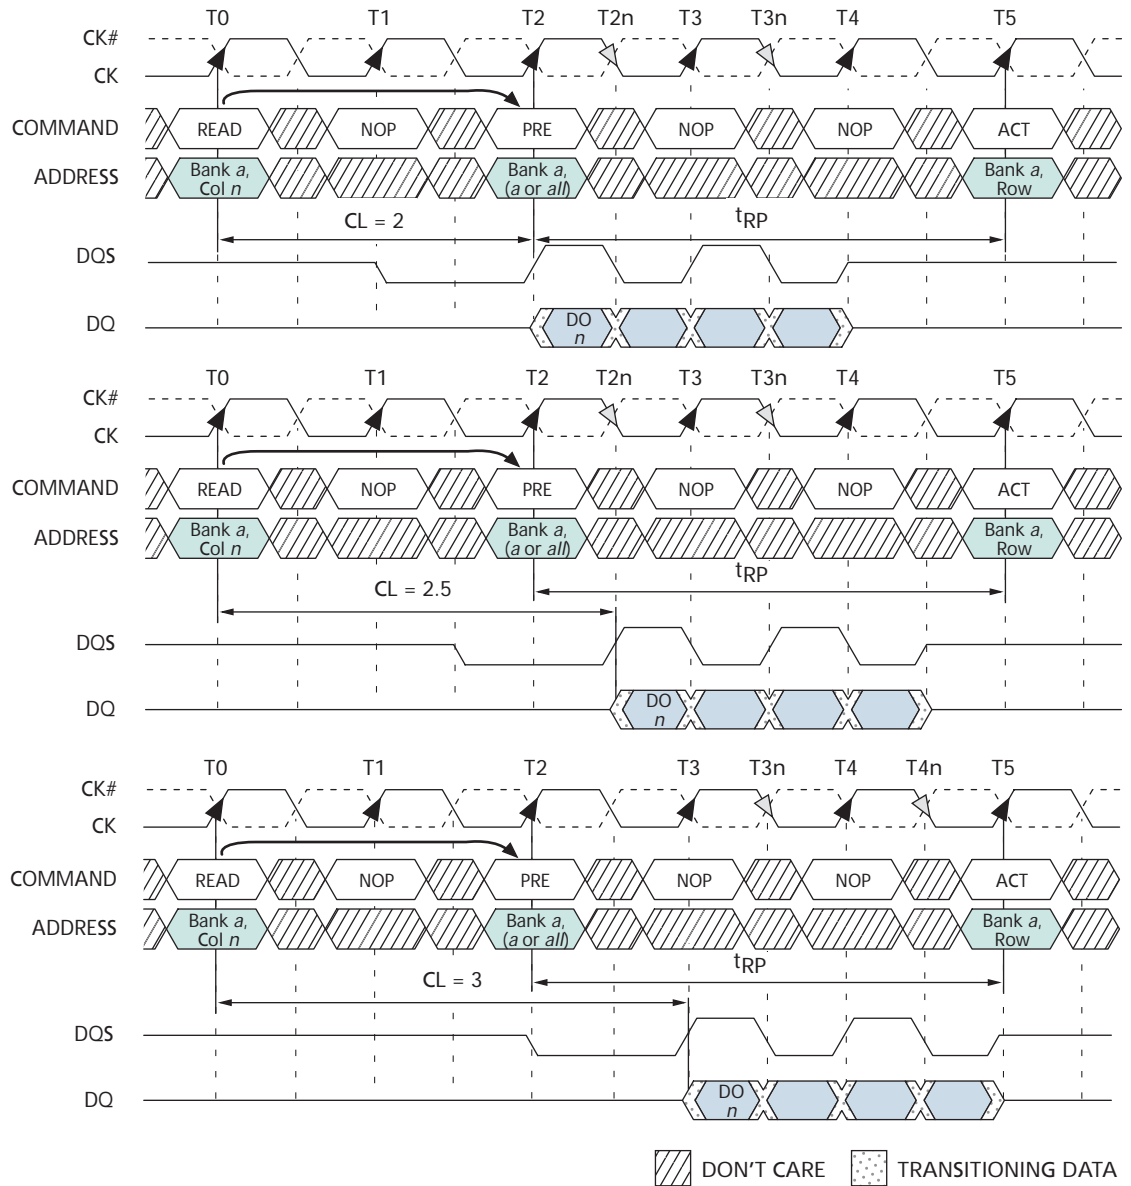 T0 T1 T2 T2n T3 T3n T4 T5
CK#
CK
COMMAND READ NOP PRE NOP NOP ACT
ADDRESS Bank a, Col n Bank a, (a or all) Bank a, Row
CL = 2 tRP
DQS
DQ DO n
T0 T1 T2 T2n T3 T3n T4 T5
CK#
CK
COMMAND READ NOP PRE NOP NOP ACT
ADDRESS Bank a, Col n Bank a, (a or all) Bank a, Row
CL = 2.5 tRP
DQS
DQ DO n
T0 T1 T2 T3 T3n T4 T4n T5
CK#
CK
COMMAND READ NOP PRE NOP NOP ACT
ADDRESS Bank a, Col n Bank a, (a or all) Bank a, Row
CL = 3 tRP
DQS
DQ DO n
DON'T CARE TRANSITIONING DATA